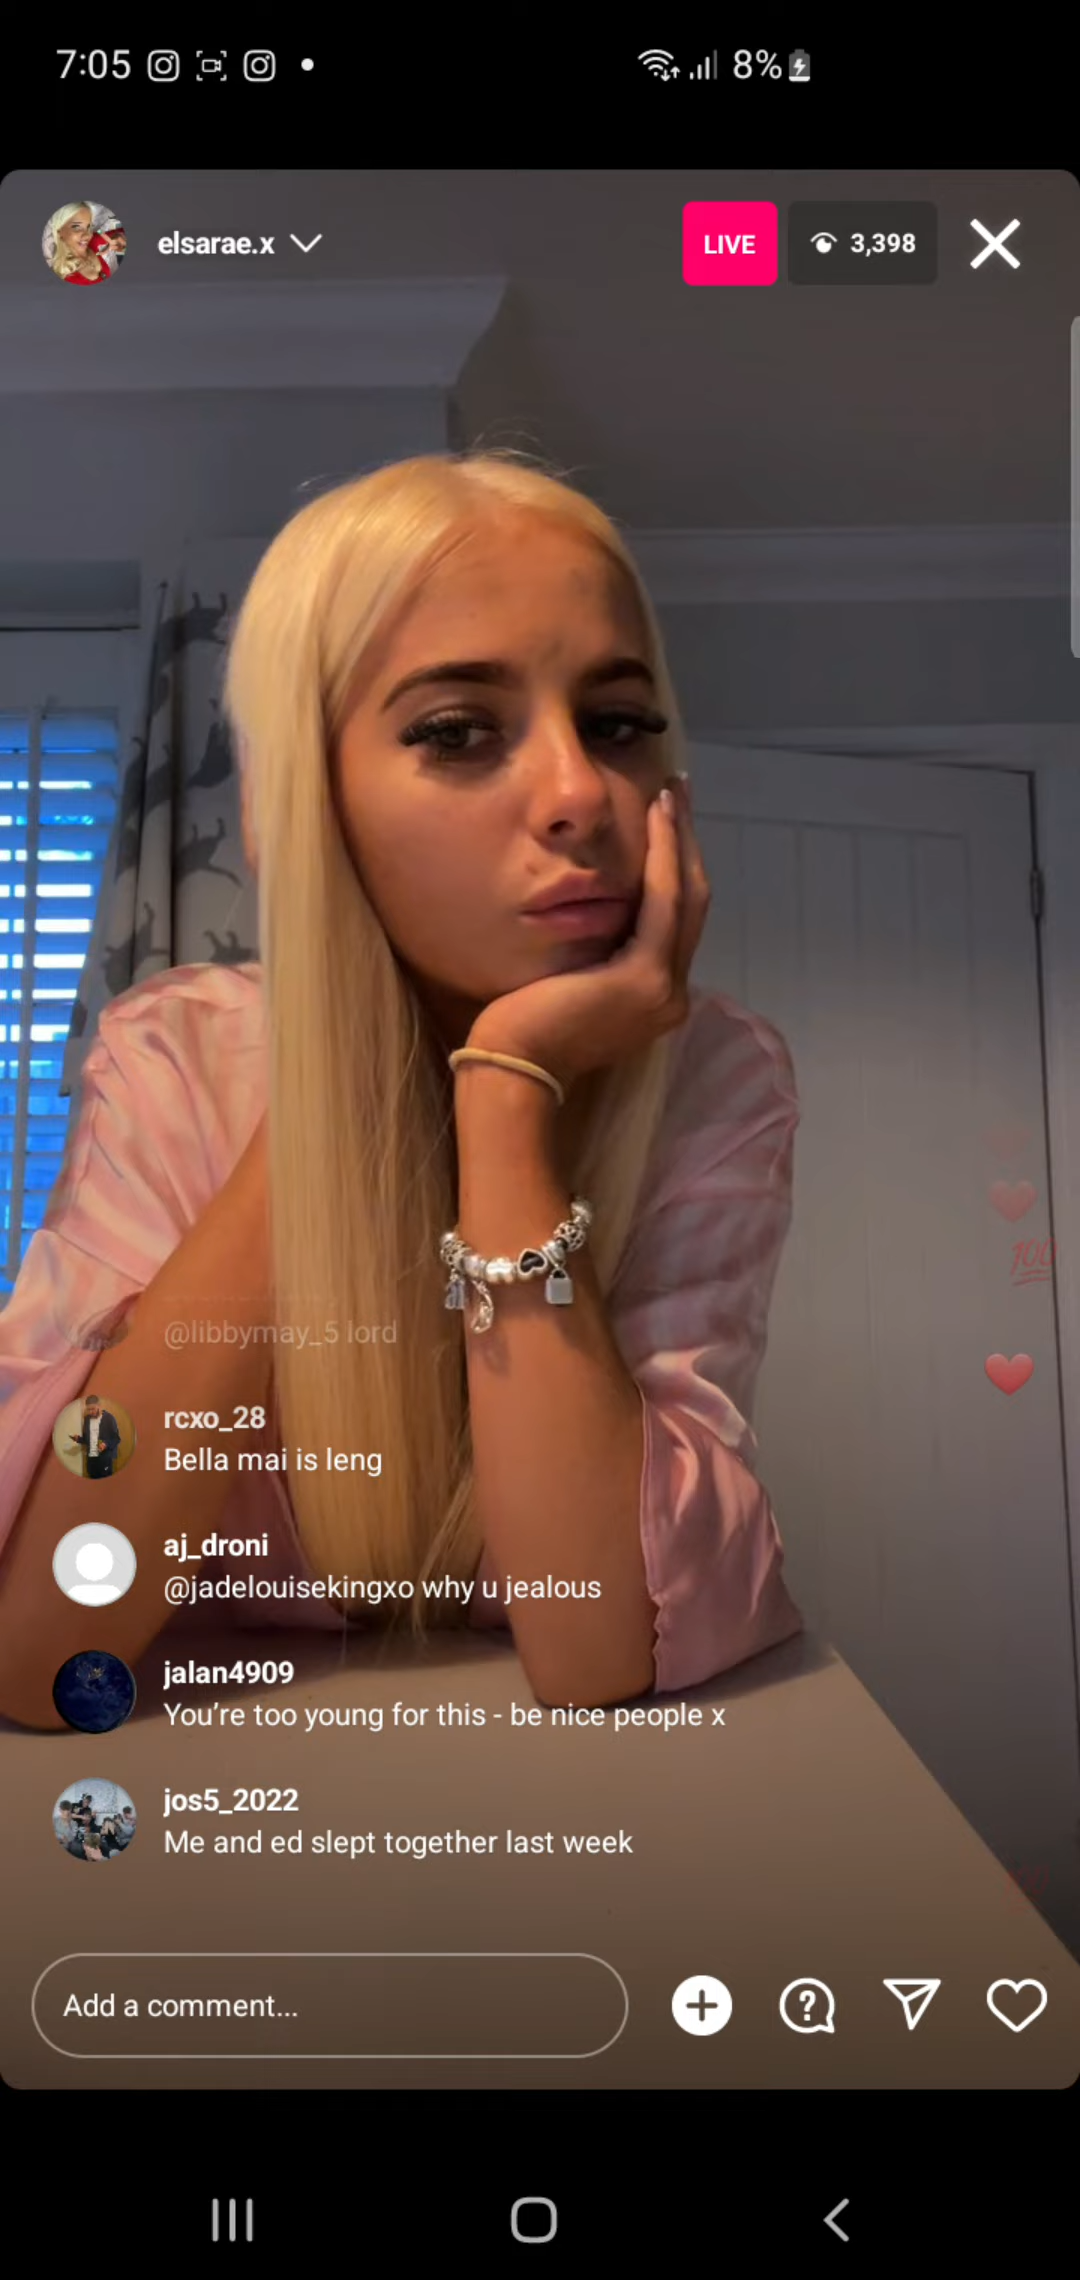 7:05
8%
elsarae.x
LIVE
3,398
100
@libbymay_5 lord
rcxo_28
Bella mai is leng
aj_droni
@jadelouisekingxo why u jealous
jalan4909
You’re too young for this - be nice people x
jos5_2022
Me and ed slept together last week
Add a comment...